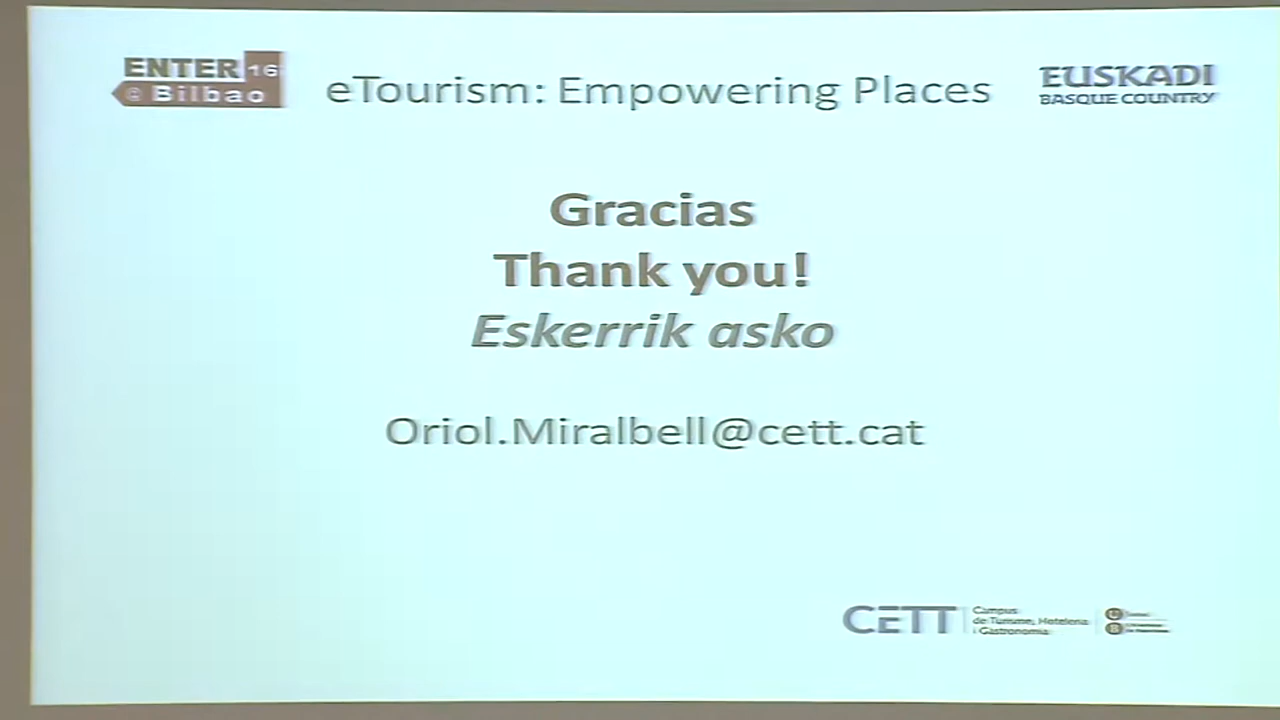 ENTER 16
@ Bilbao
eTourism: Empowering Places
EUSKADI
BASQUE COUNTRY
Gracias
Thank you!
Eskerrik asko
Oriol.Miralbell@cett.cat
CETT
Campus
de Turisme, Hoteleria
i Gastronomia
U
B